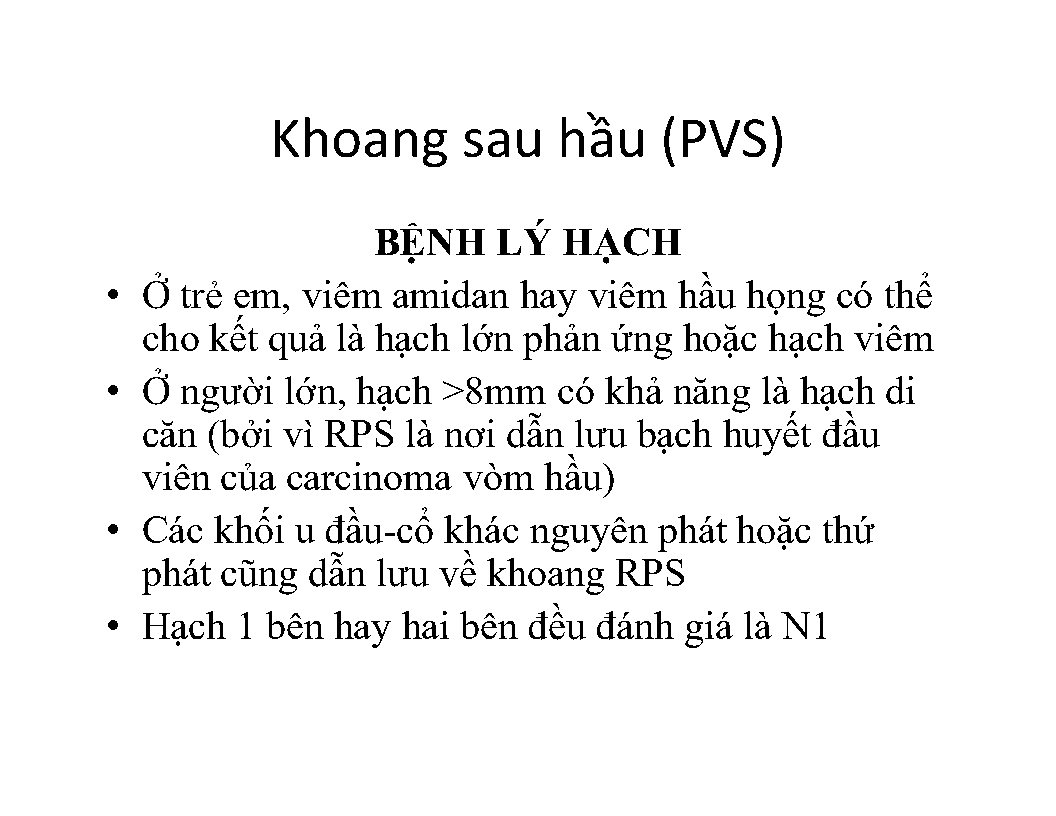 Khoang sau hầu (PVS)
BỆNH LÝ HẠCH
• Ở trẻ em, viêm amidan hay viêm hầu họng có thể
cho kết quả là hạch lớn phản ứng hoặc hạch viêm
• Ở người lớn, hạch >8mm có khả năng là hạch di
căn (bởi vì RPS là nơi dẫn lưu bạch huyết đầu
viên của carcinoma vòm hầu)
• Các khối u đầu-cổ khác nguyên phát hoặc thứ
phát cũng dẫn lưu về khoang RPS
• Hạch 1 bên hay hai bên đều đánh giá là N1